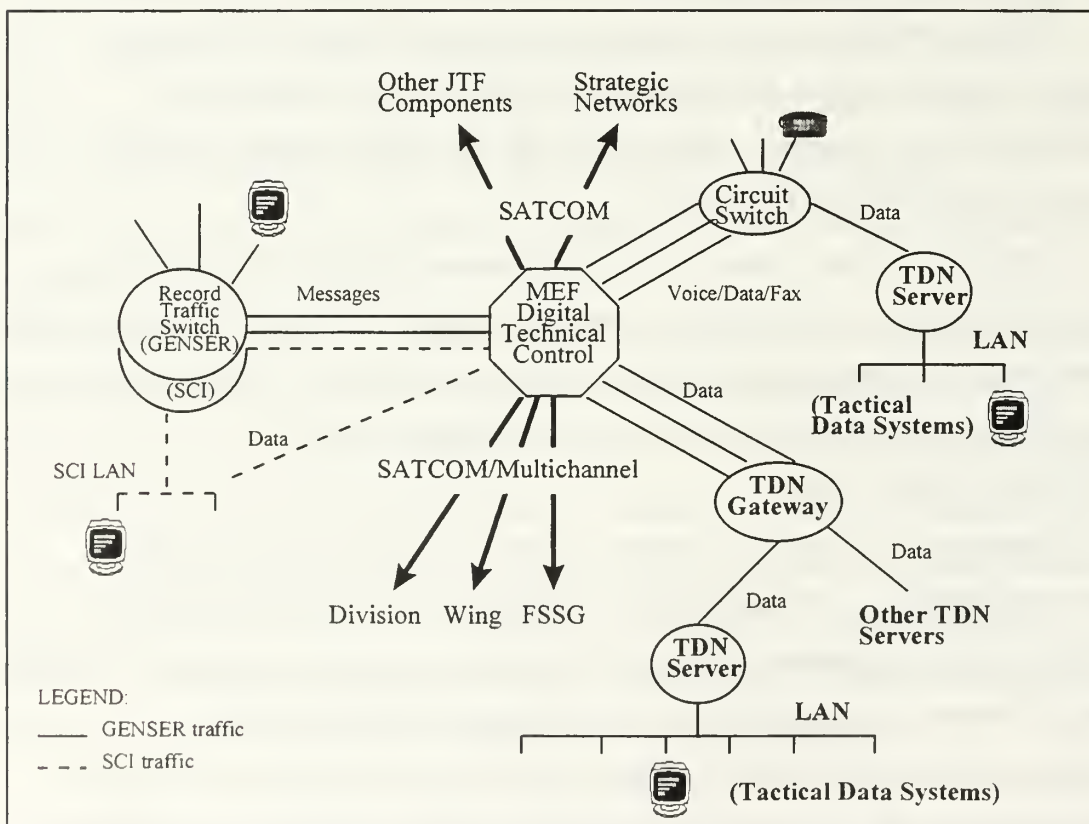 Other JTF
Components
Strategic
Networks
SATCOM
Circuit
Switch
Data
TDN
Server
LAN
(Tactical
Data Systems)
Record
Traffic
Switch
(GENSER)
(SCI)
Messages
MEF
Digital
Technical
Control
Voice/Data/Fax
Data
Data
SCI LAN
SATCOM/Multichannel
TDN
Gateway
Data
Data
Division Wing FSSG
Other TDN
Servers
TDN
Server
LAN
(Tactical Data Systems)
LEGEND:
GENSER traffic
SCI traffic